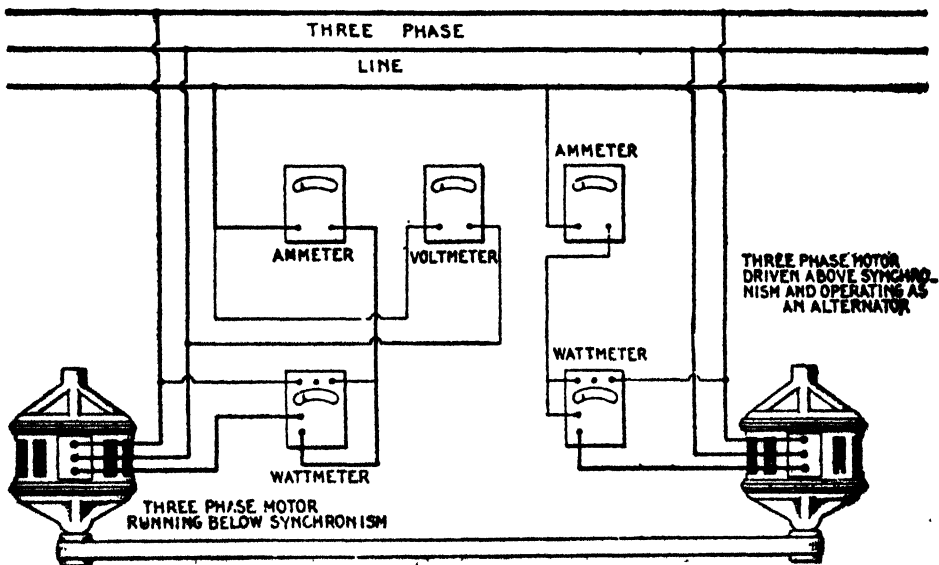 THREE PHASE
LINE
AMMETER
AMMETER
VOLTMETER
THREE PHASE MOTOR
DRIVEN ABOVE SYNCHRO-
NISM AND OPERATING AS
AN ALTERNATOR
WATTMETER
WATTMETER
THREE PHASE MOTOR
RUNNING BELOW SYNCHRONISM